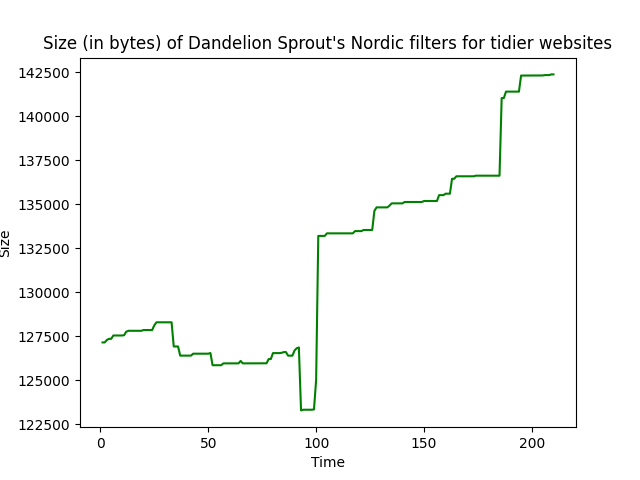 Size (in bytes) of Dandelion Sprout's Nordic filters for tidier websites
142500
140000
137500
135000
132500
130000
127500
125000
122500
Size
0 50 100 150 200
Time